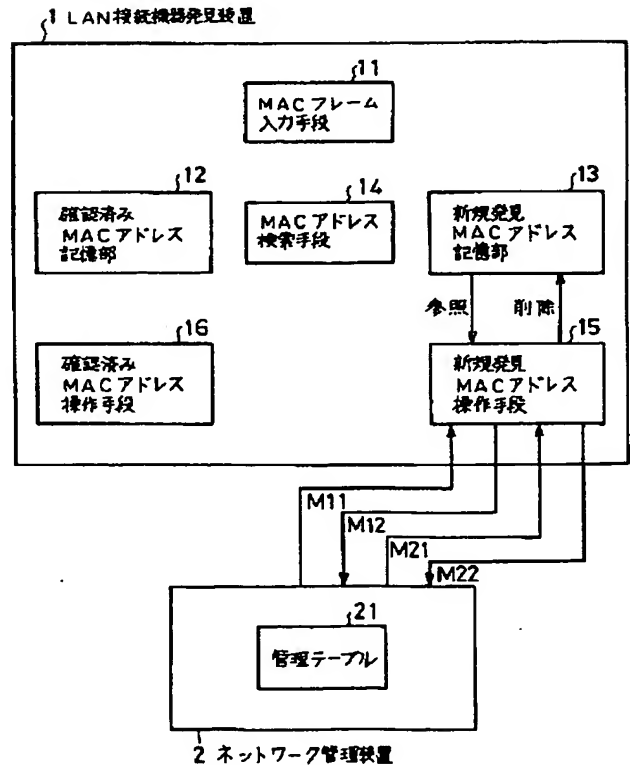 1 LAN接続機器発見装置
11
MACフレーム
入力手段
12
確認済み
MACアドレス
記憶部
14
MACアドレス
検索手段
13
新規発見
MACアドレス
記憶部
参照
削除
16
確認済み
MACアドレス
操作手段
15
新規発見
MACアドレス
操作手段
M11
M12
M21
M22
21
管理テーブル
2 ネットワーク管理装置